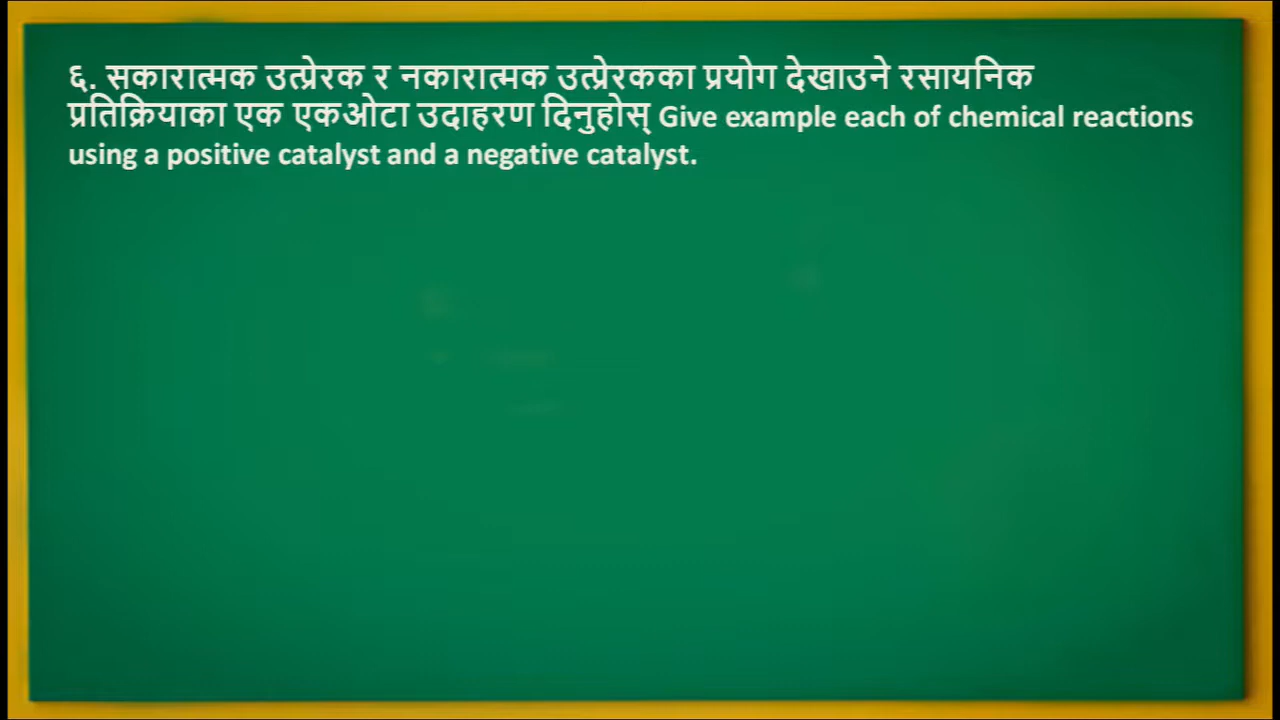 ६. सकारात्मक उत्प्रेरक र नकारात्मक उत्प्रेरकका प्रयोग देखाउने रसायनिक
प्रतिक्रियाका एक एकओटा उदाहरण दिनुहोस् Give example each of chemical reactions
using a positive catalyst and a negative catalyst.